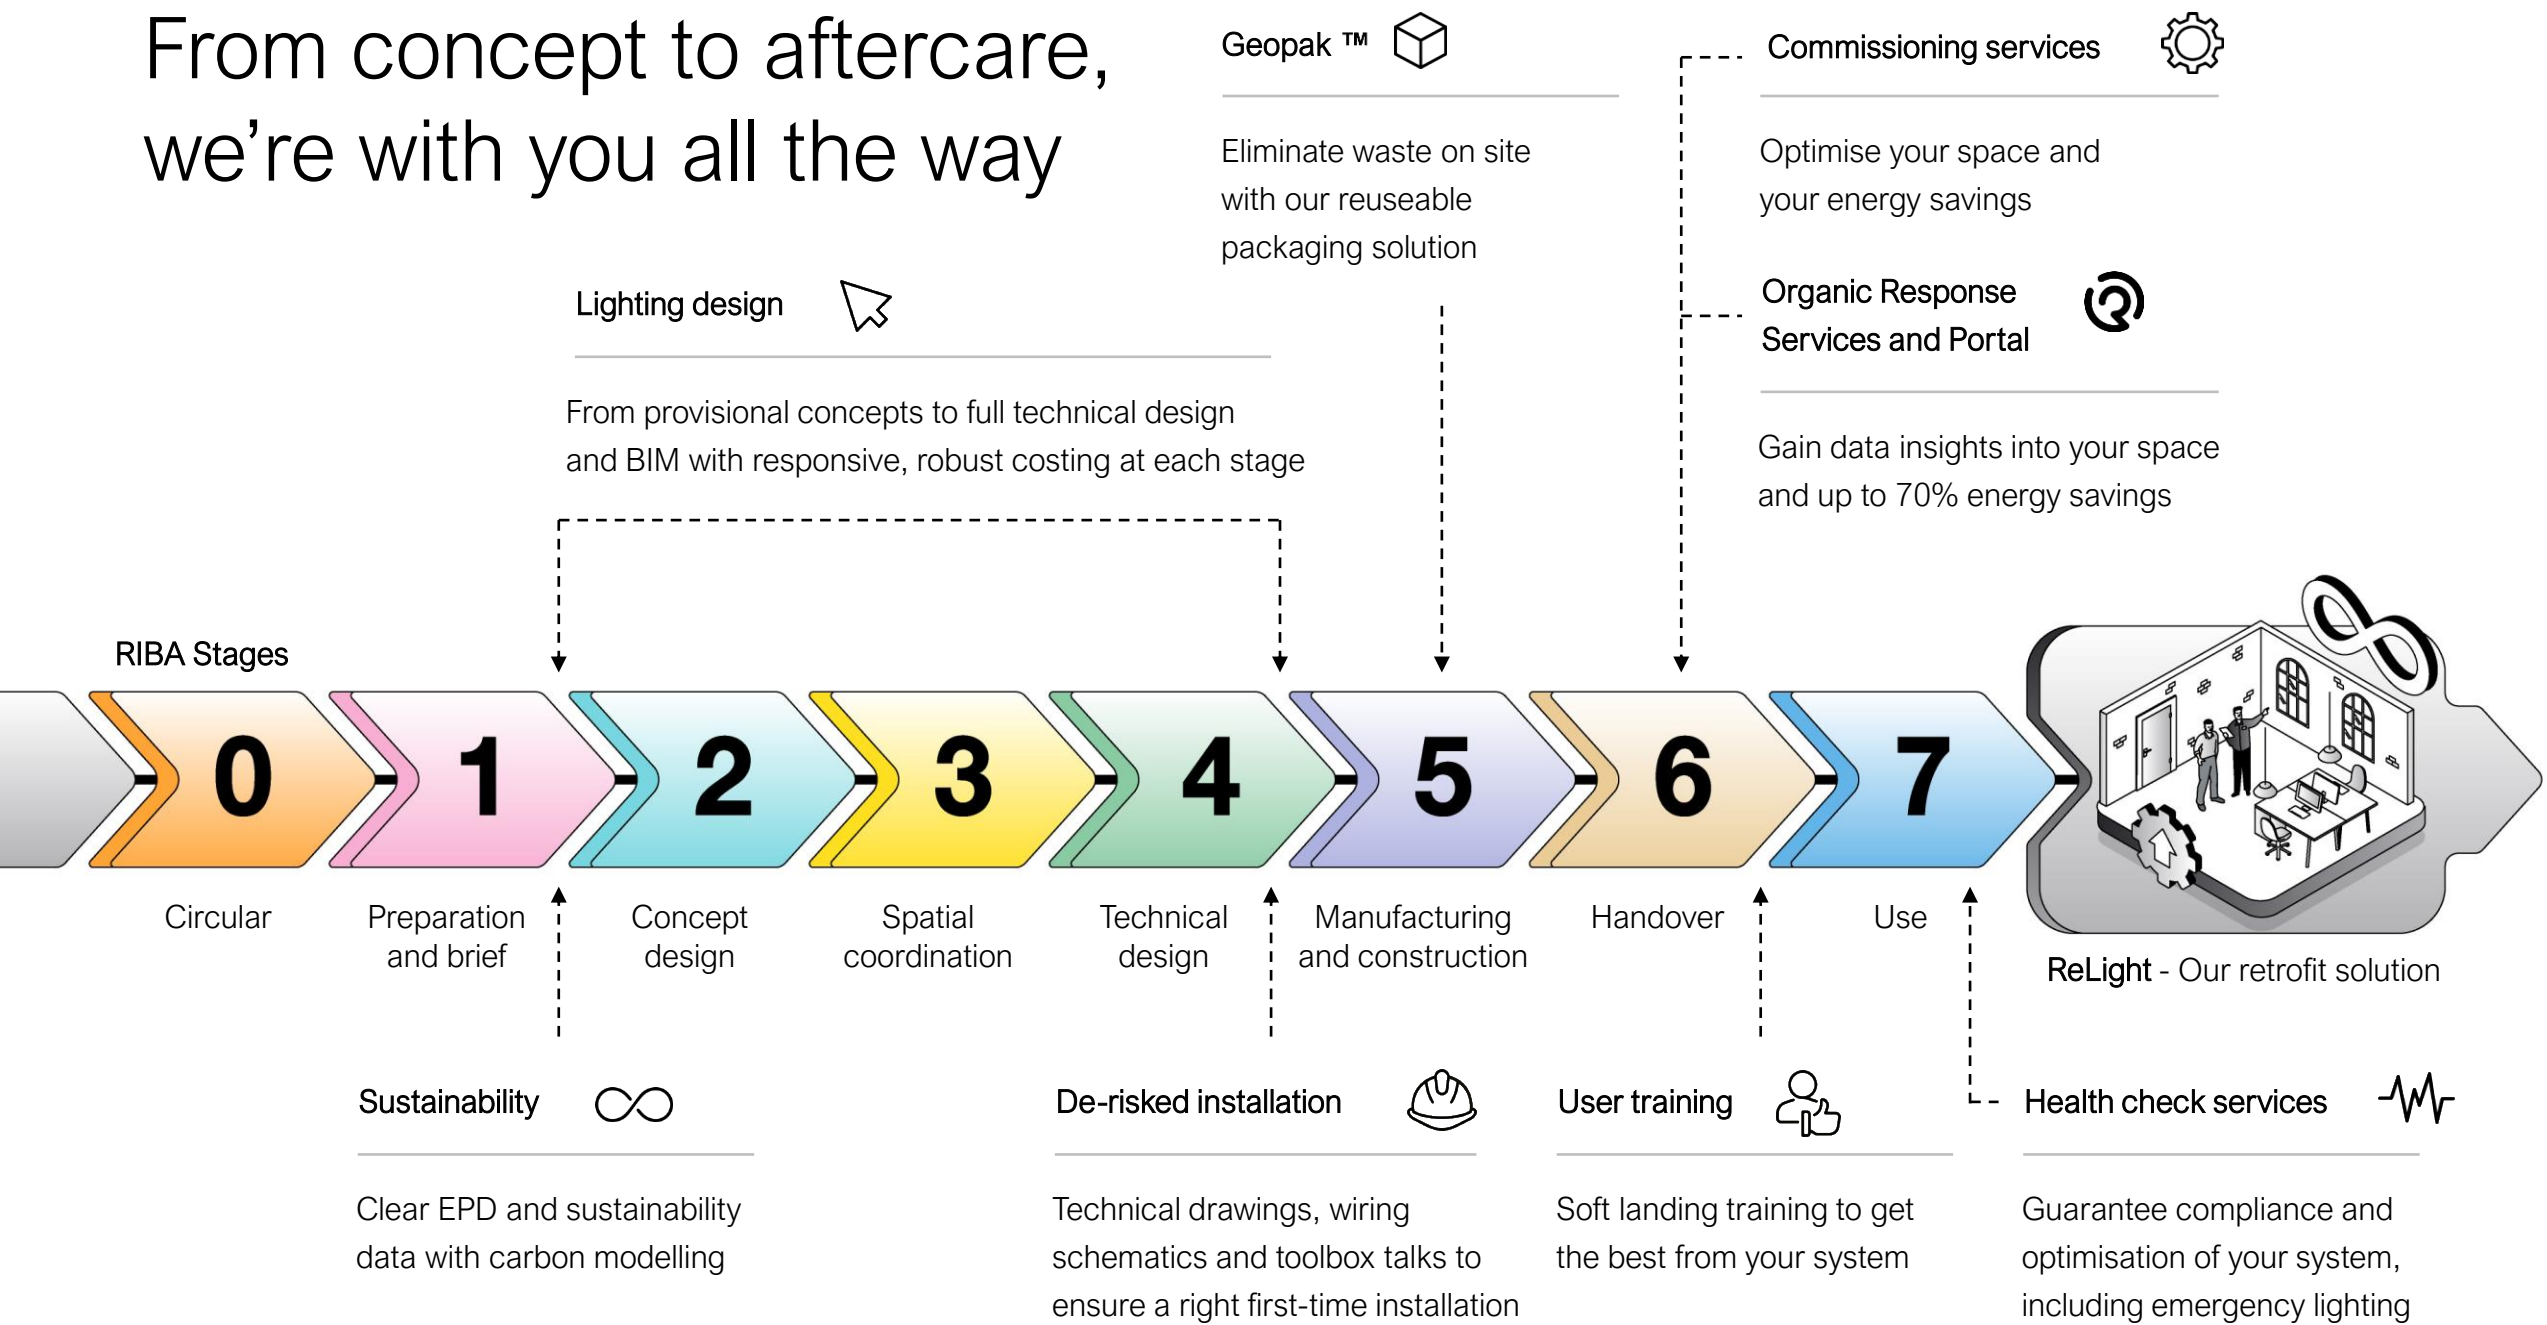 From concept to aftercare,
we're with you all the way
Geopak ™
Eliminate waste on site
with our reuseable
packaging solution
Commissioning services
Optimise your space and
your energy savings
Organic Response
Services and Portal
Gain data insights into your space
and up to 70% energy savings
Lighting design
From provisional concepts to full technical design
and BIM with responsive, robust costing at each stage
RIBA Stages
0
1
2
3
4
5
6
7
Circular
Preparation
and brief
Concept
design
Spatial
coordination
Technical
design
Manufacturing
and construction
Handover
Use
ReLight - Our retrofit solution
Sustainability
Clear EPD and sustainability
data with carbon modelling
De-risked installation
Technical drawings, wiring
schematics and toolbox talks to
ensure a right first-time installation
User training
Soft landing training to get
the best from your system
Health check services
Guarantee compliance and
optimisation of your system,
including emergency lighting